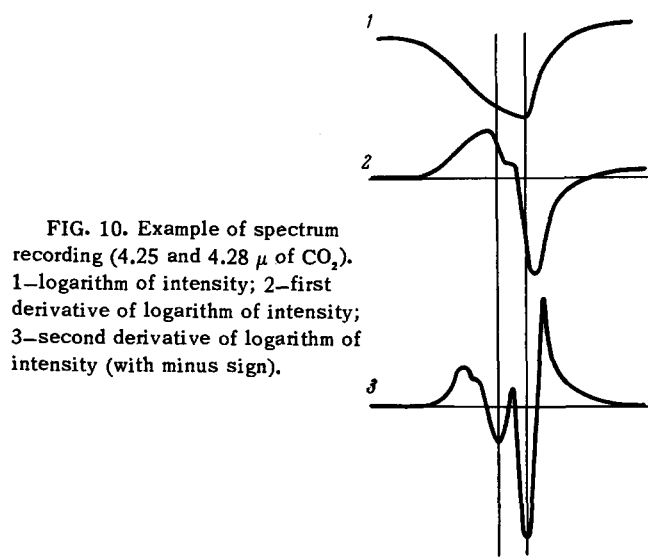 1
2
FIG. 10. Example of spectrum
recording (4.25 and 4.28 μ of CO₂).
1—logarithm of intensity; 2—first
derivative of logarithm of intensity;
3—second derivative of logarithm of
intensity (with minus sign).
3